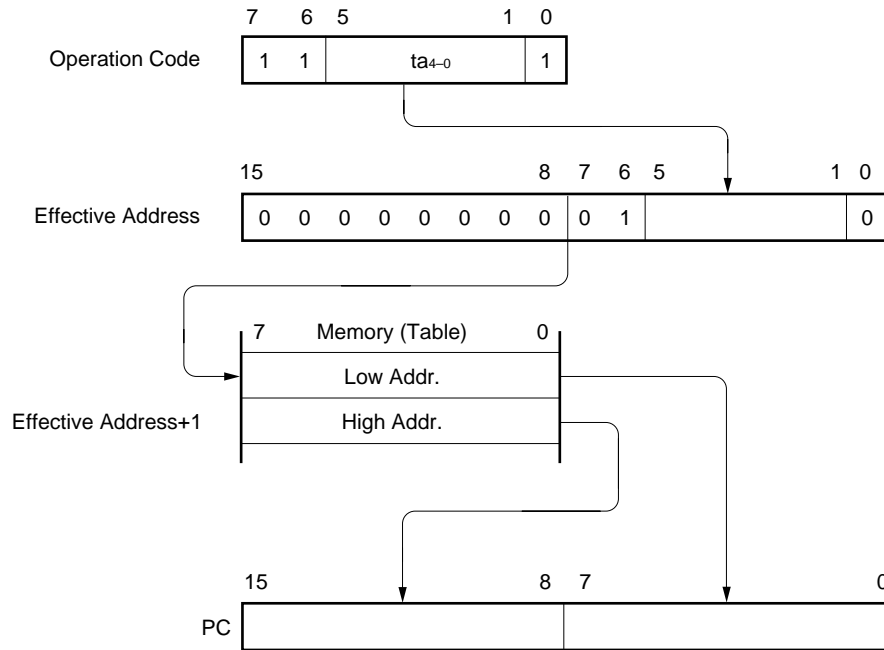 7 6 5 1 0
Operation Code 1 1 ta4–0 1
15 8 7 6 5 1 0
Effective Address 0 0 0 0 0 0 0 0 0 1 0
7 Memory (Table) 0
Low Addr.
Effective Address+1 High Addr.
15 8 7 0
PC